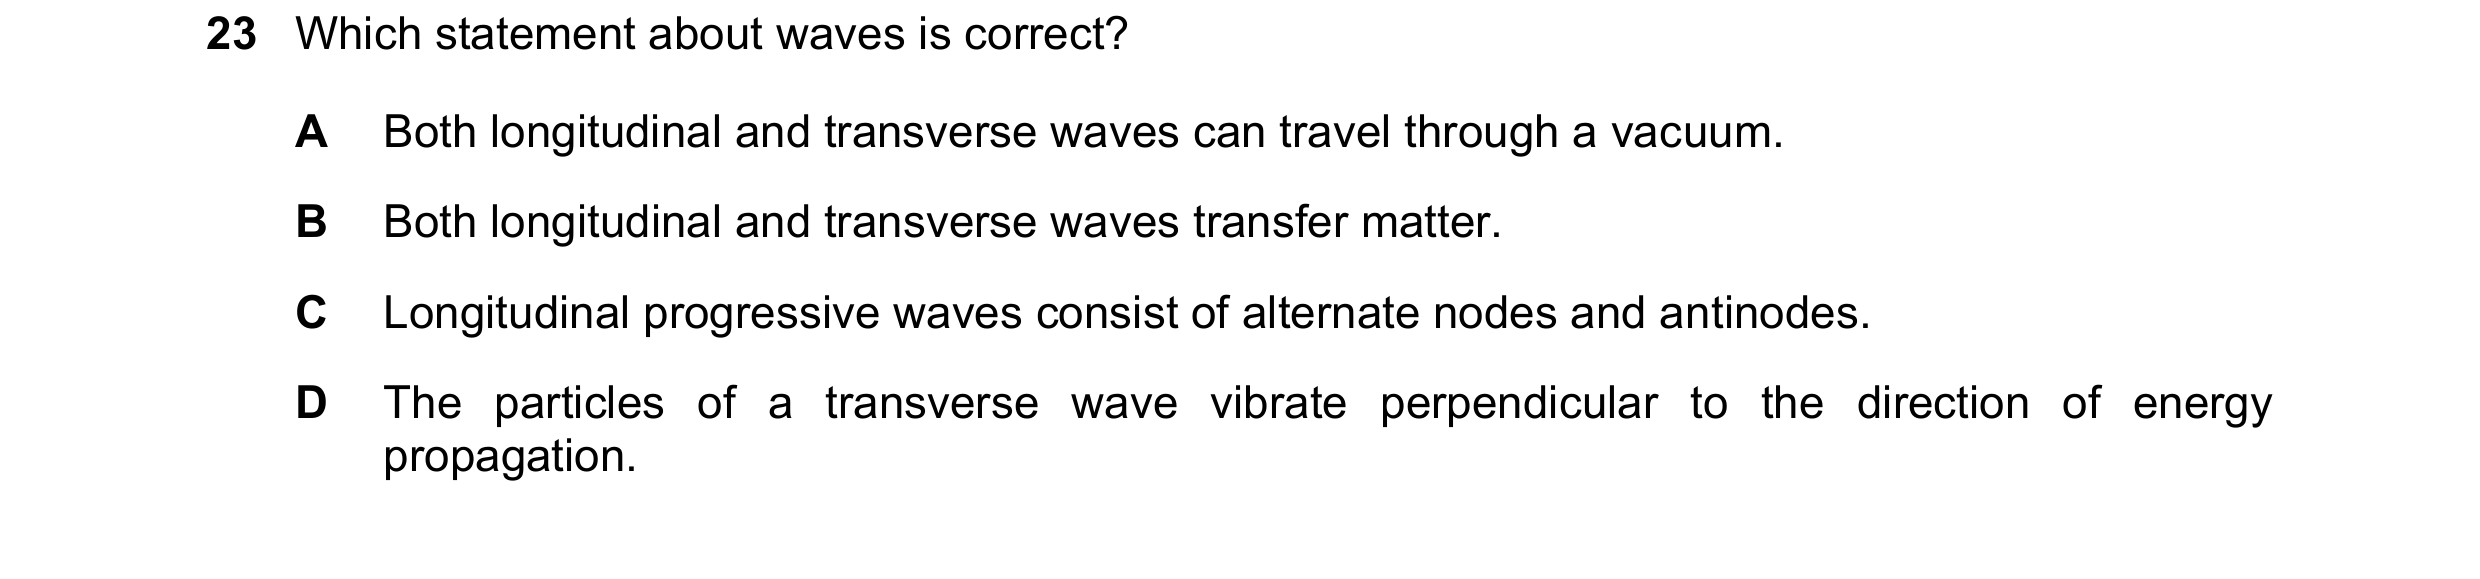 23 Which statement about waves is correct?
A Both longitudinal and transverse waves can travel through a vacuum.
B Both longitudinal and transverse waves transfer matter.
C Longitudinal progressive waves consist of alternate nodes and antinodes.
D The particles of a transverse wave vibrate perpendicular to the direction of energy
propagation.